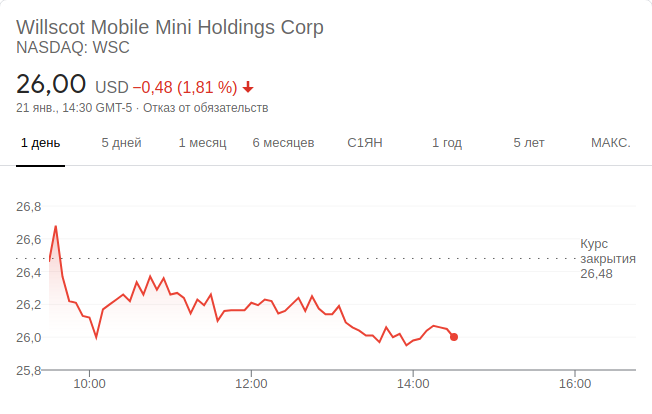 Willscot Mobile Mini Holdings Corp
NASDAQ: WSC
26,00 USD −0,48 (1,81 %)
21 янв., 14:30 GMT-5 · Отказ от обязательств
1 день 5 дней 1 месяц 6 месяцев С1ЯН 1 год 5 лет МАКС.
26,8
26,6
Курс
закрытия
26,48
26,4
26,2
26,0
25,8
10:00 12:00 14:00 16:00